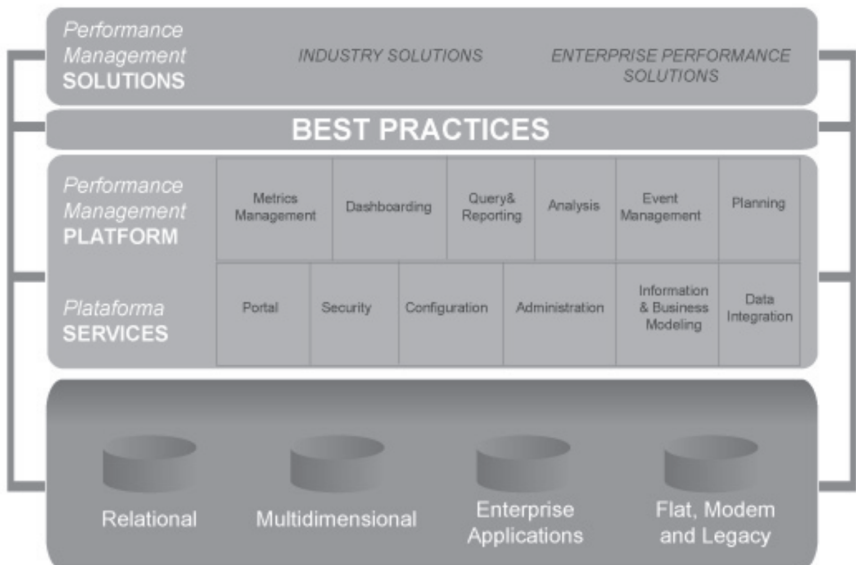 Performance
Management
SOLUTIONS
INDUSTRY SOLUTIONS
ENTERPRISE PERFORMANCE
SOLUTIONS
BEST PRACTICES
Performance
Management
PLATFORM
Metrics
Management
Dashboarding
Query&
Reporting
Analysis
Event
Management
Planning
Plataforma
SERVICES
Portal
Security
Configuration
Administration
Information
& Business
Modeling
Data
Integration
Relational
Multidimensional
Enterprise
Applications
Flat, Modem
and Legacy